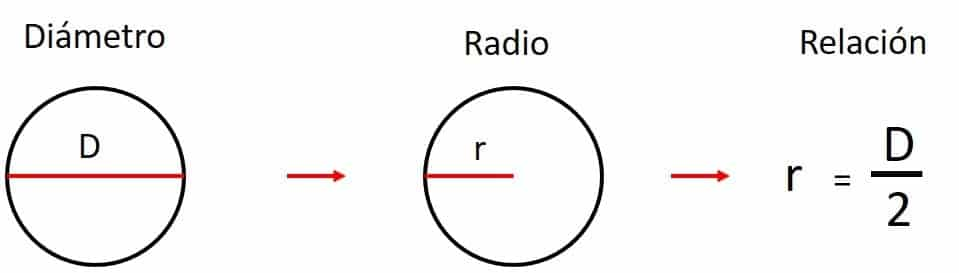 Diámetro
D
Radio
r
Relación
r = D/2